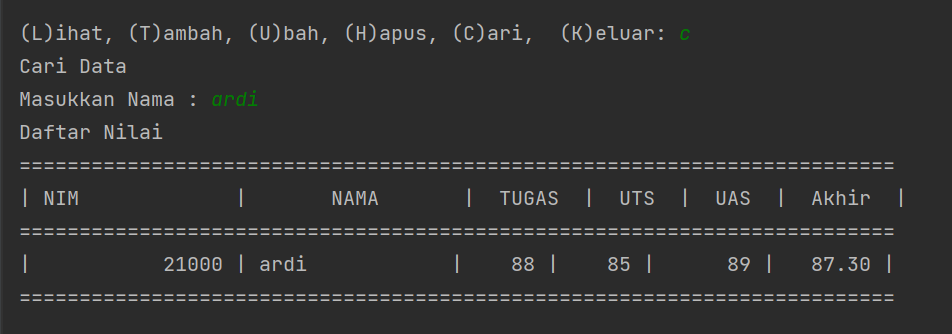 (L)ihat, (T)ambah, (U)bah, (H)apus, (C)ari,  (K)eluar: c
Cari Data
Masukkan Nama : ardi
Daftar Nilai
=========================================================================
| NIM             |       NAMA       |  TUGAS  |  UTS  |  UAS  |  Akhir  |
=========================================================================
|           21000 | ardi            |    88 |    85 |      89 |   87.30 |
=========================================================================